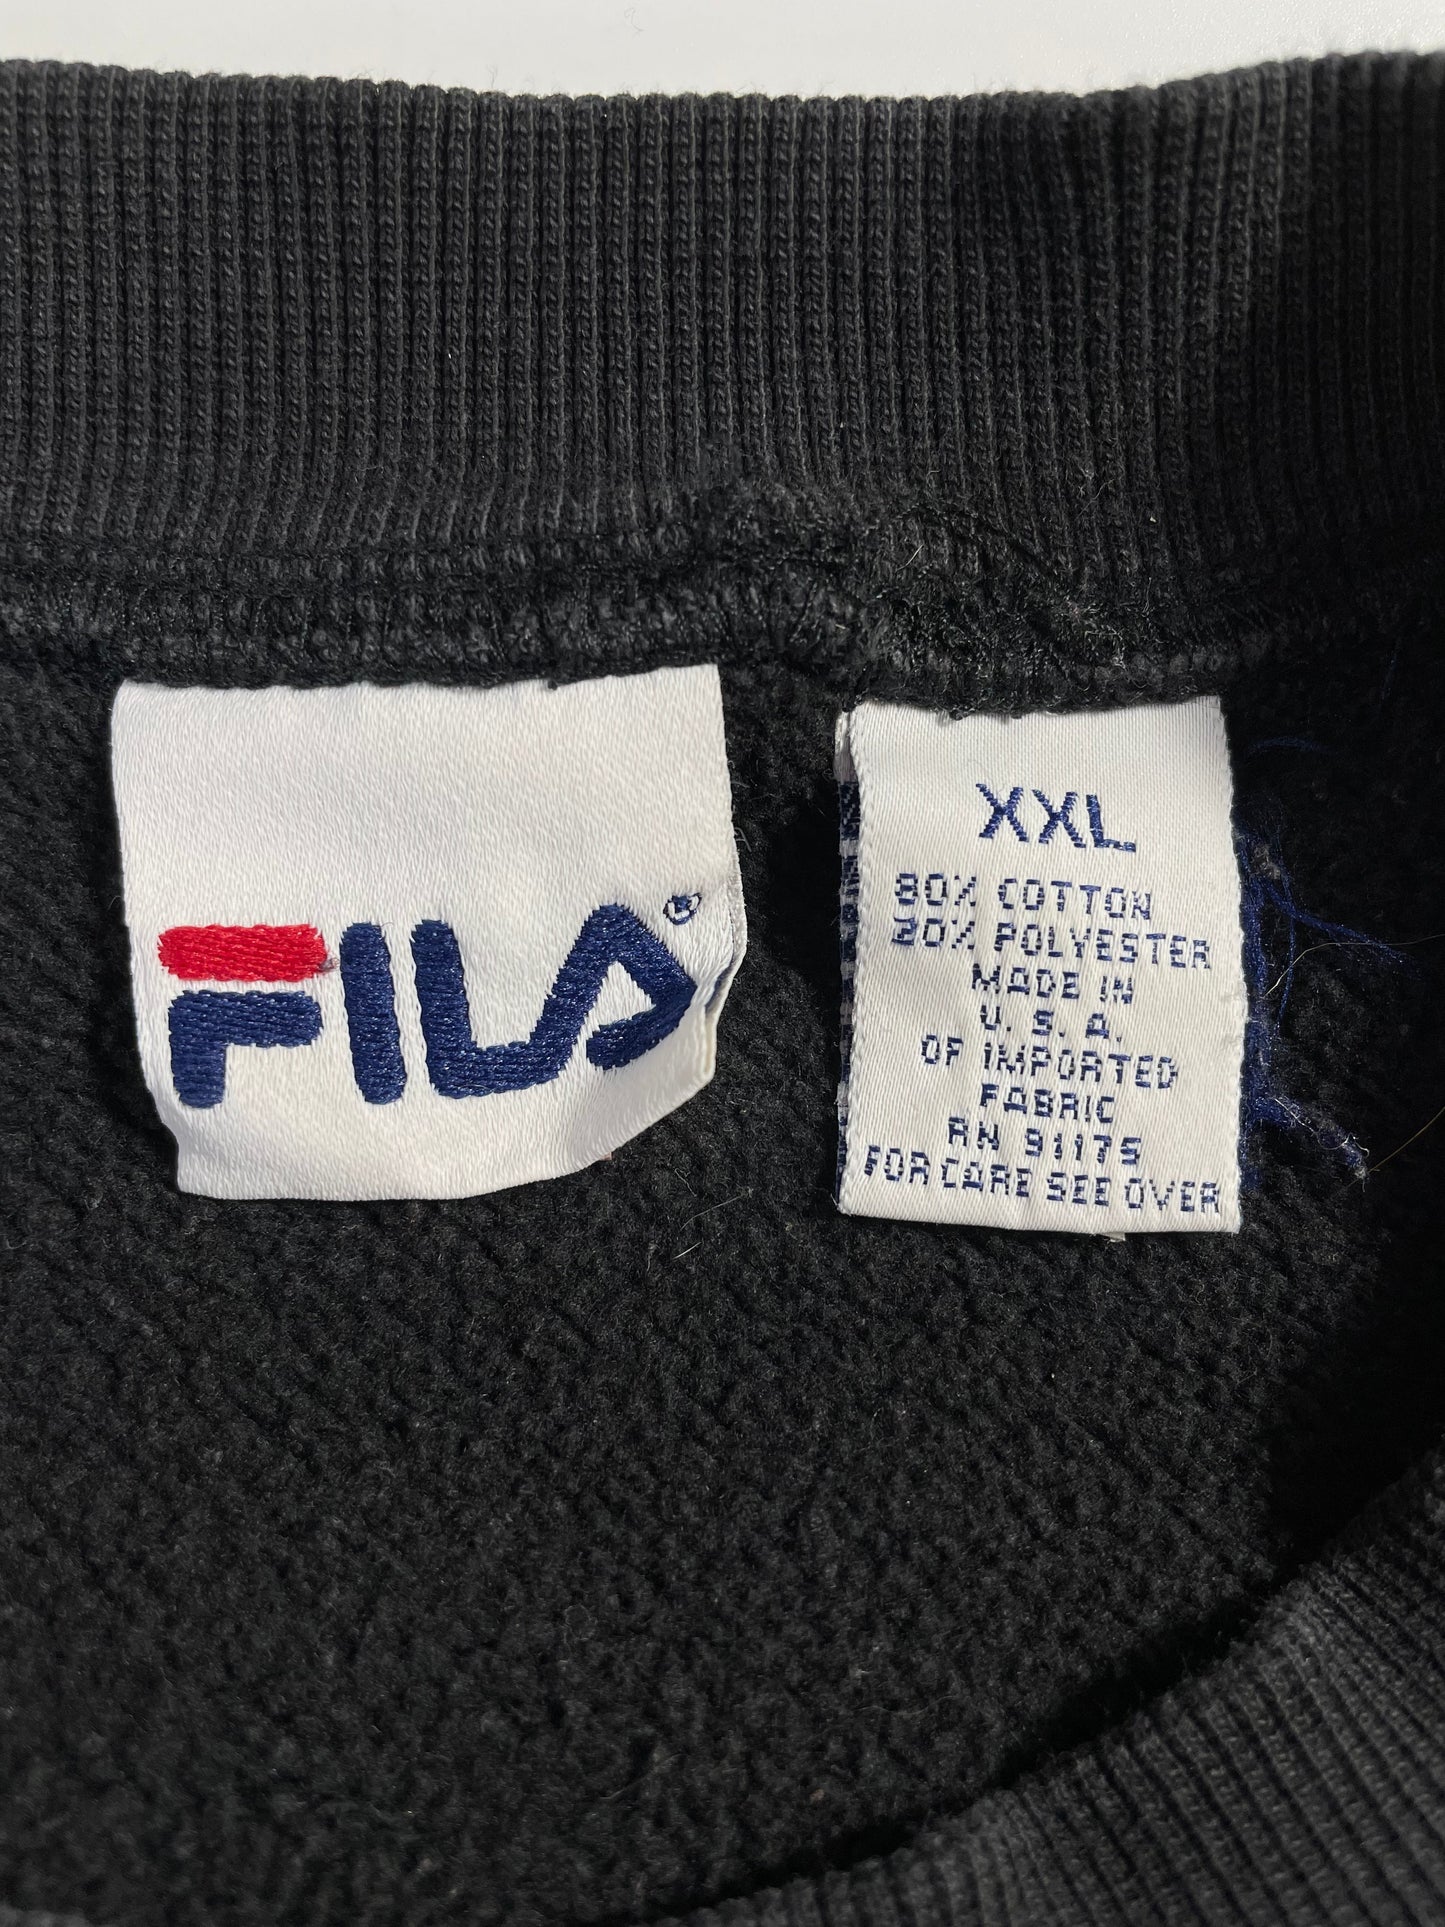 FILA®
XXL
80% COTTON
20% POLYESTER
MADE IN
U.S.A.
OF IMPORTED
FABRIC
RN 91175
FOR CARE SEE OVER